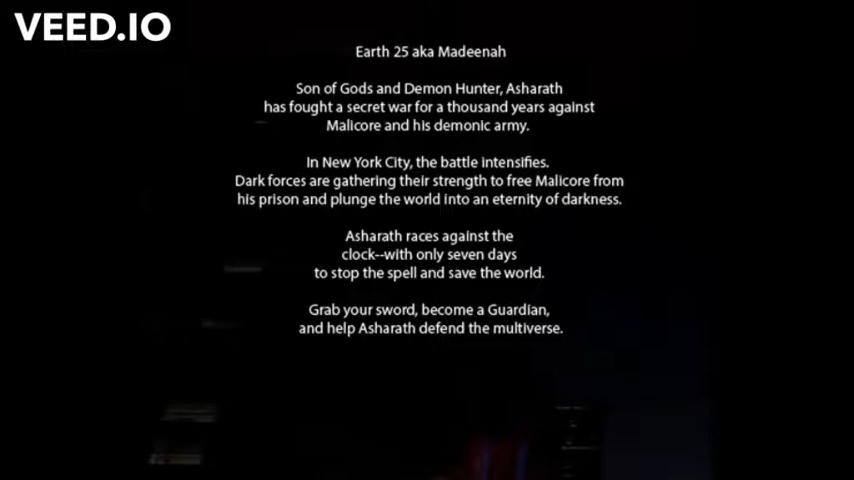 VEED.IO
Earth 25 aka Madeenah
Son of Gods and Demon Hunter, Asharath
has fought a secret war for a thousand years against
Malicore and his demonic army.
In New York City, the battle intensifies.
Dark forces are gathering their strength to free Malicore from
his prison and plunge the world into an eternity of darkness.
Asharath races against the
clock--with only seven days
to stop the spell and save the world.
Grab your sword, become a Guardian,
and help Asharath defend the multiverse.